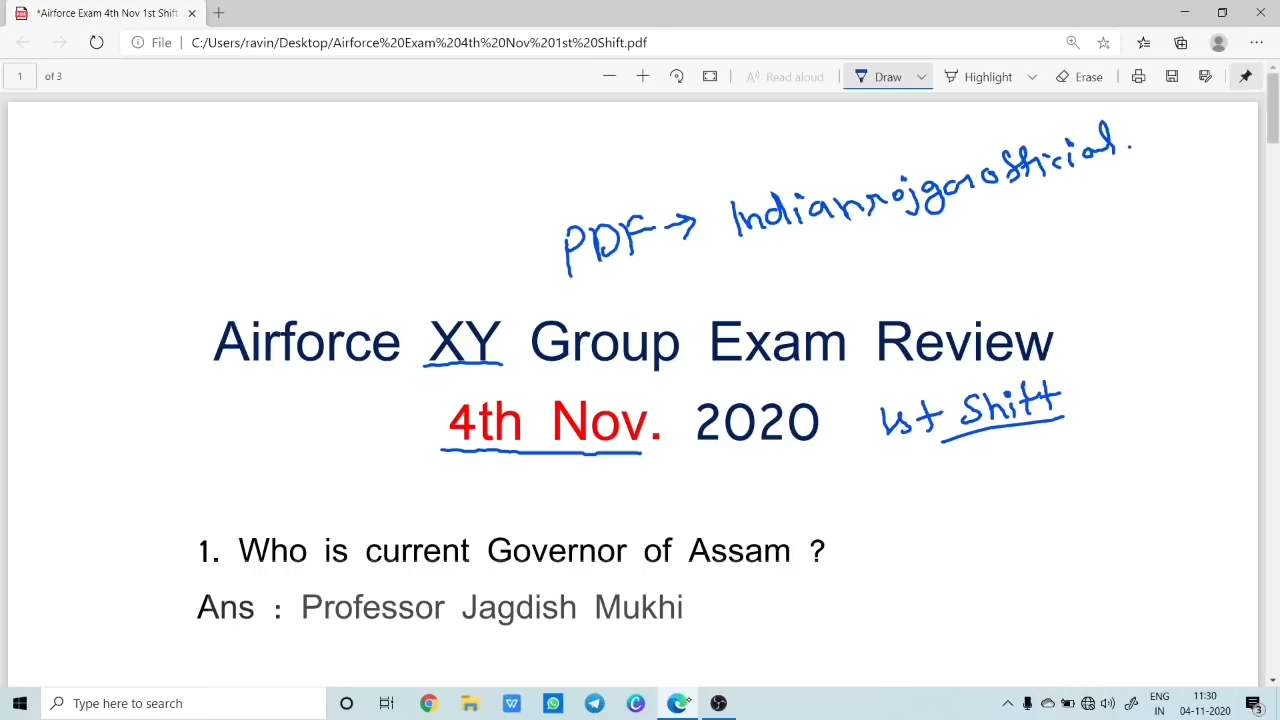 *Airforce Exam 4th Nov 1st Shift
File C:/Users/ravin/Desktop/Airforce%20Exam%204th%20Nov%201st%20Shift.pdf
1 of 3 Read aloud Draw Highlight Erase
PDF → Indianrojgarofficial.
Airforce XY Group Exam Review
4th Nov. 2020 1st Shift
1. Who is current Governor of Assam ?
Ans : Professor Jagdish Mukhi
Type here to search
ENG 11:30
IN 04-11-2020 3